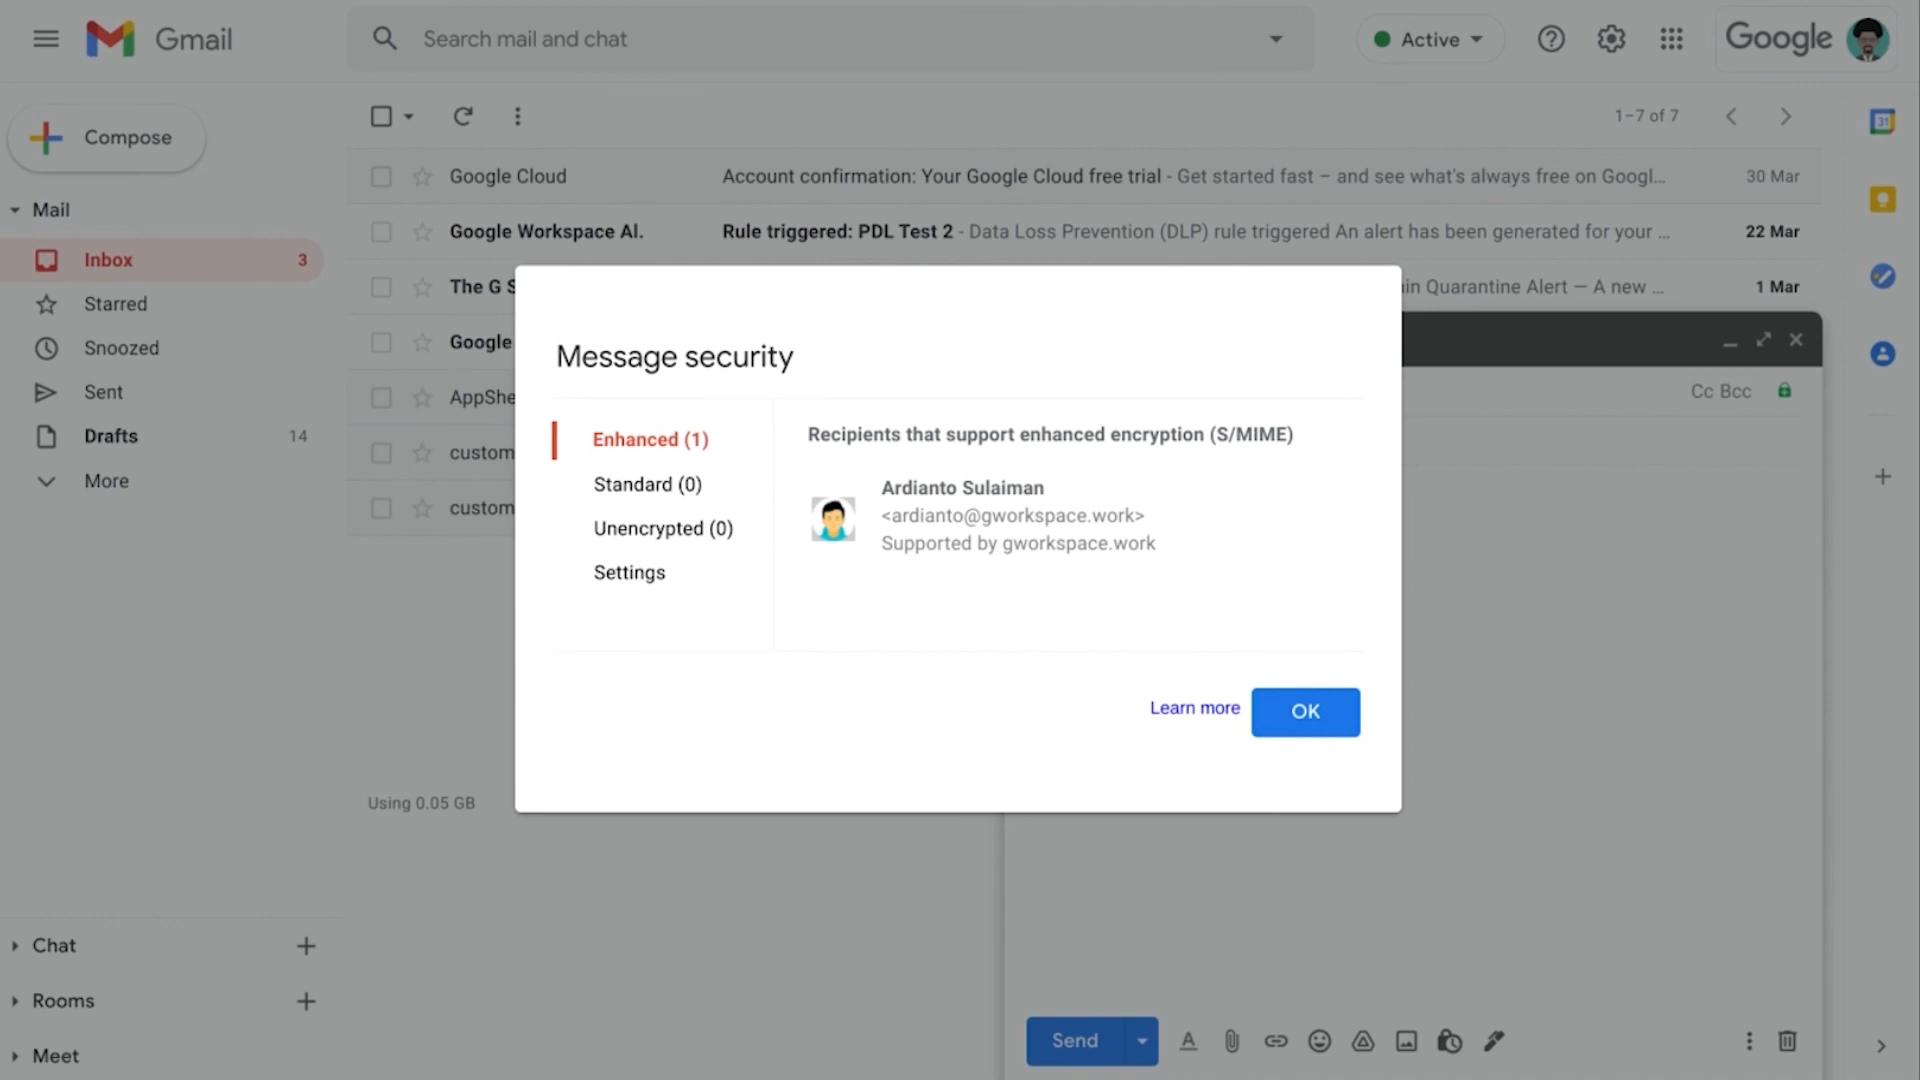 Gmail
Search mail and chat
Active
Google
Compose
1–7 of 7
31
Mail
Inbox 3
Starred
Snoozed
Sent
Drafts 14
More
Google Cloud Account confirmation: Your Google Cloud free trial - Get started fast – and see what's always free on Googl... 30 Mar
Google Workspace Al. Rule triggered: PDL Test 2 - Data Loss Prevention (DLP) rule triggered An alert has been generated for your ... 22 Mar
The G S in Quarantine Alert — A new ... 1 Mar
Google
AppShe
custom
custom
Cc Bcc
Message security
Enhanced (1)
Standard (0)
Unencrypted (0)
Settings
Recipients that support enhanced encryption (S/MIME)
Ardianto Sulaiman
<ardianto@gworkspace.work>
Supported by gworkspace.work
Learn more
OK
Using 0.05 GB
Chat
Rooms
Meet
Send